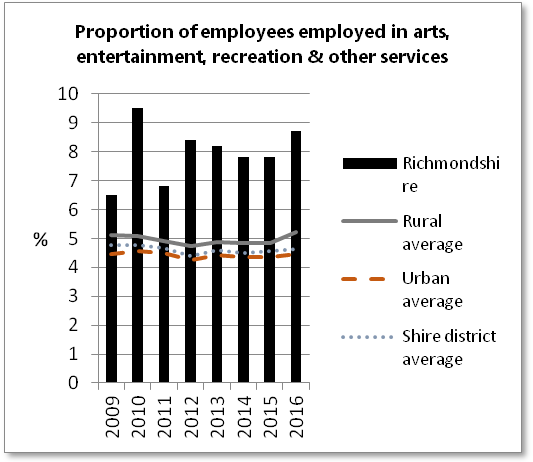 Proportion of employees employed in arts,
entertainment, recreation & other services
10
9
8
7
6
5
4
3
2
1
0
%
2009
2010
2011
2012
2013
2014
2015
2016
Richmondshi
re
Rural
average
Urban
average
Shire district
average